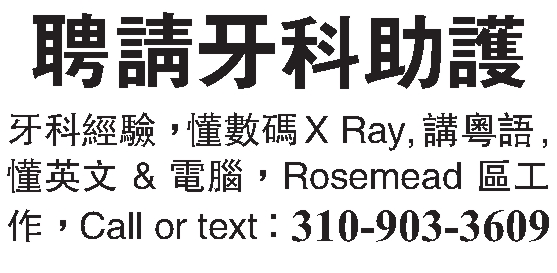 聘請牙科助護
牙科經驗，懂數碼 X Ray, 講粵語,
懂英文 & 電腦，Rosemead 區工
作，Call or text：310-903-3609